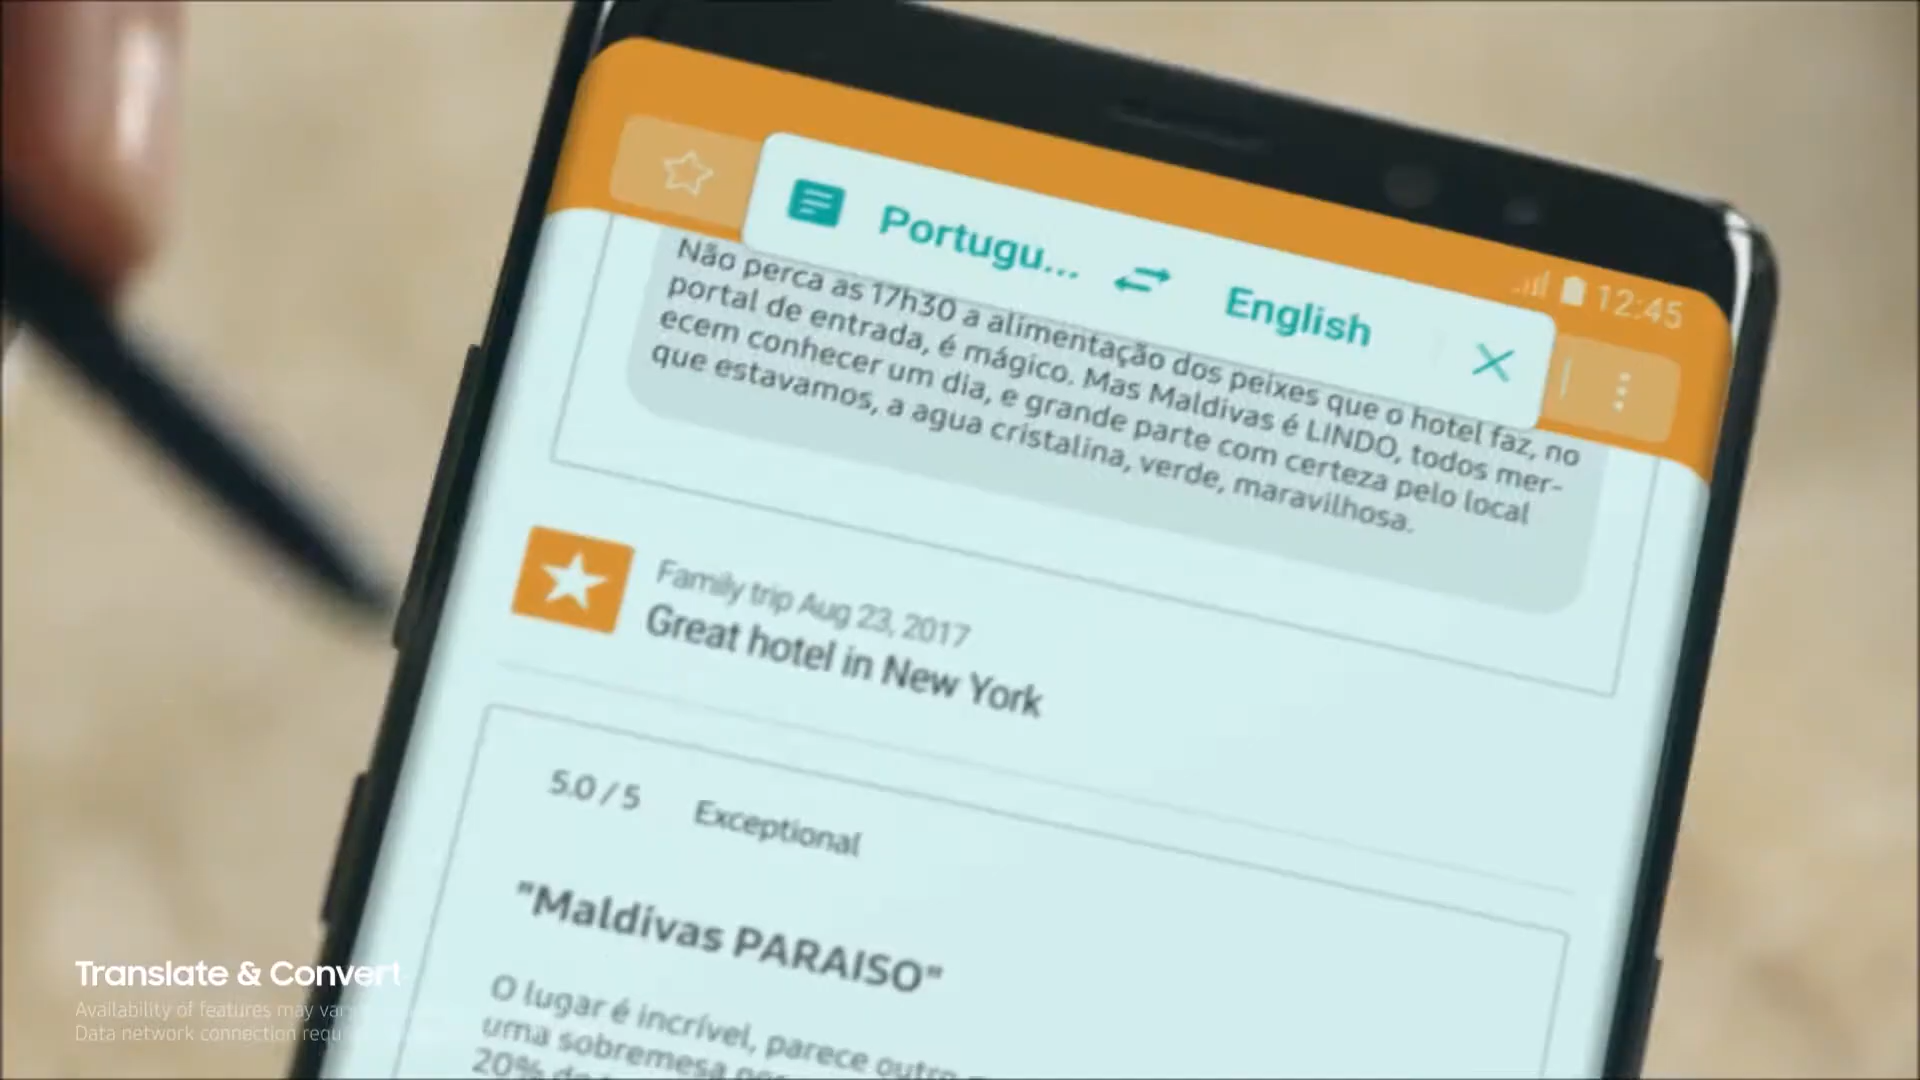 12:45
Portugu... English
Não perca as 17h30 a alimentação dos peixes que o hotel faz, no
portal de entrada, é mágico. Mas Maldivas é LINDO, todos mer-
ecem conhecer um dia, e grande parte com certeza pelo local
que estavamos, a agua cristalina, verde, maravilhosa.
Family trip Aug 23, 2017
Great hotel in New York
5.0 / 5 Exceptional
"Maldivas PARAISO"
O lugar é incrível, parece outro
uma sobremesa
20%
Translate & Convert
Availability of features may
Data network connection